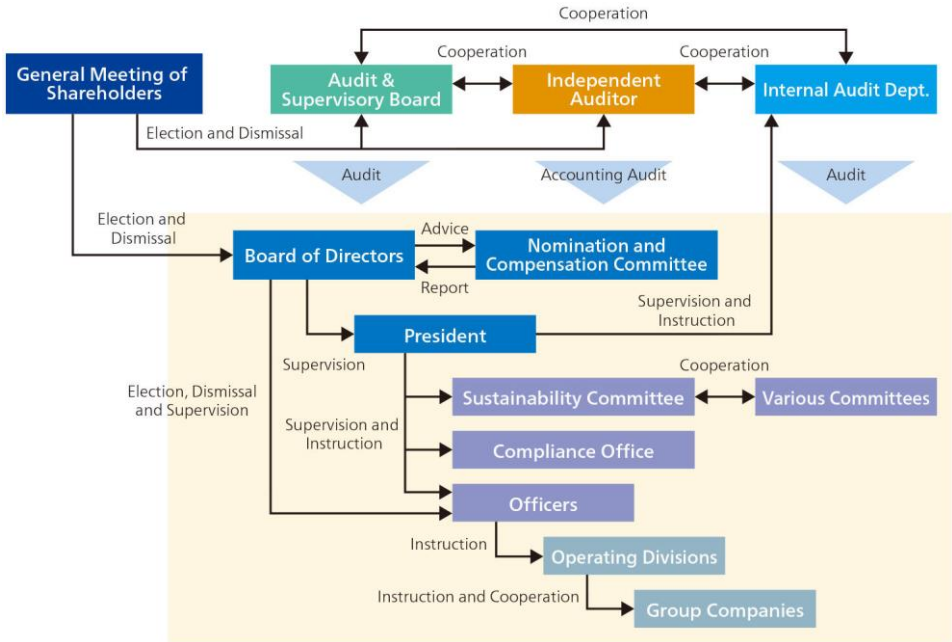 Cooperation
General Meeting of
Shareholders
Audit &
Supervisory Board
Cooperation
Independent
Auditor
Cooperation
Internal Audit Dept.
Election and Dismissal
Audit
Accounting Audit
Audit
Election and
Dismissal
Board of Directors
Advice
Report
Nomination and
Compensation Committee
Supervision and
Instruction
President
Supervision
Election, Dismissal
and Supervision
Supervision and
Instruction
Sustainability Committee
Cooperation
Various Committees
Compliance Office
Officers
Instruction
Operating Divisions
Instruction and Cooperation
Group Companies